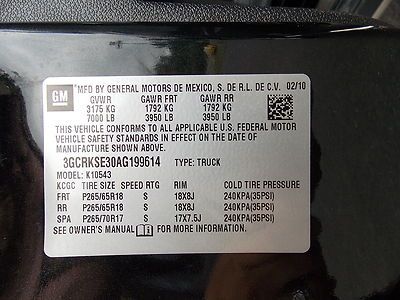 GM
MFD BY GENERAL MOTORS DE MEXICO, S. DE R.L. DE C.V. 02/10
GVWR GAWR FRT GAWR RR
3175 KG 1792 KG 1792 KG
7000 LB 3950 LB 3950 LB
THIS VEHICLE CONFORMS TO ALL APPLICABLE U.S. FEDERAL MOTOR
VEHICLE SAFETY STANDARDS IN EFFECT ON THE DATE OF
MANUFACTURE SHOWN ABOVE.
3GCRKSE30AG199614 TYPE: TRUCK
MODEL: K10543
KCGC TIRE SIZE SPEED RTG RIM COLD TIRE PRESSURE
FRT P265/65R18 S 18X8J 240KPA(35PSI)
RR P265/65R18 S 18X8J 240KPA(35PSI)
SPA P265/70R17 S 17X7.5J 240KPA(35PSI)
SEE OWNER'S MANUAL FOR MORE INFORMATION